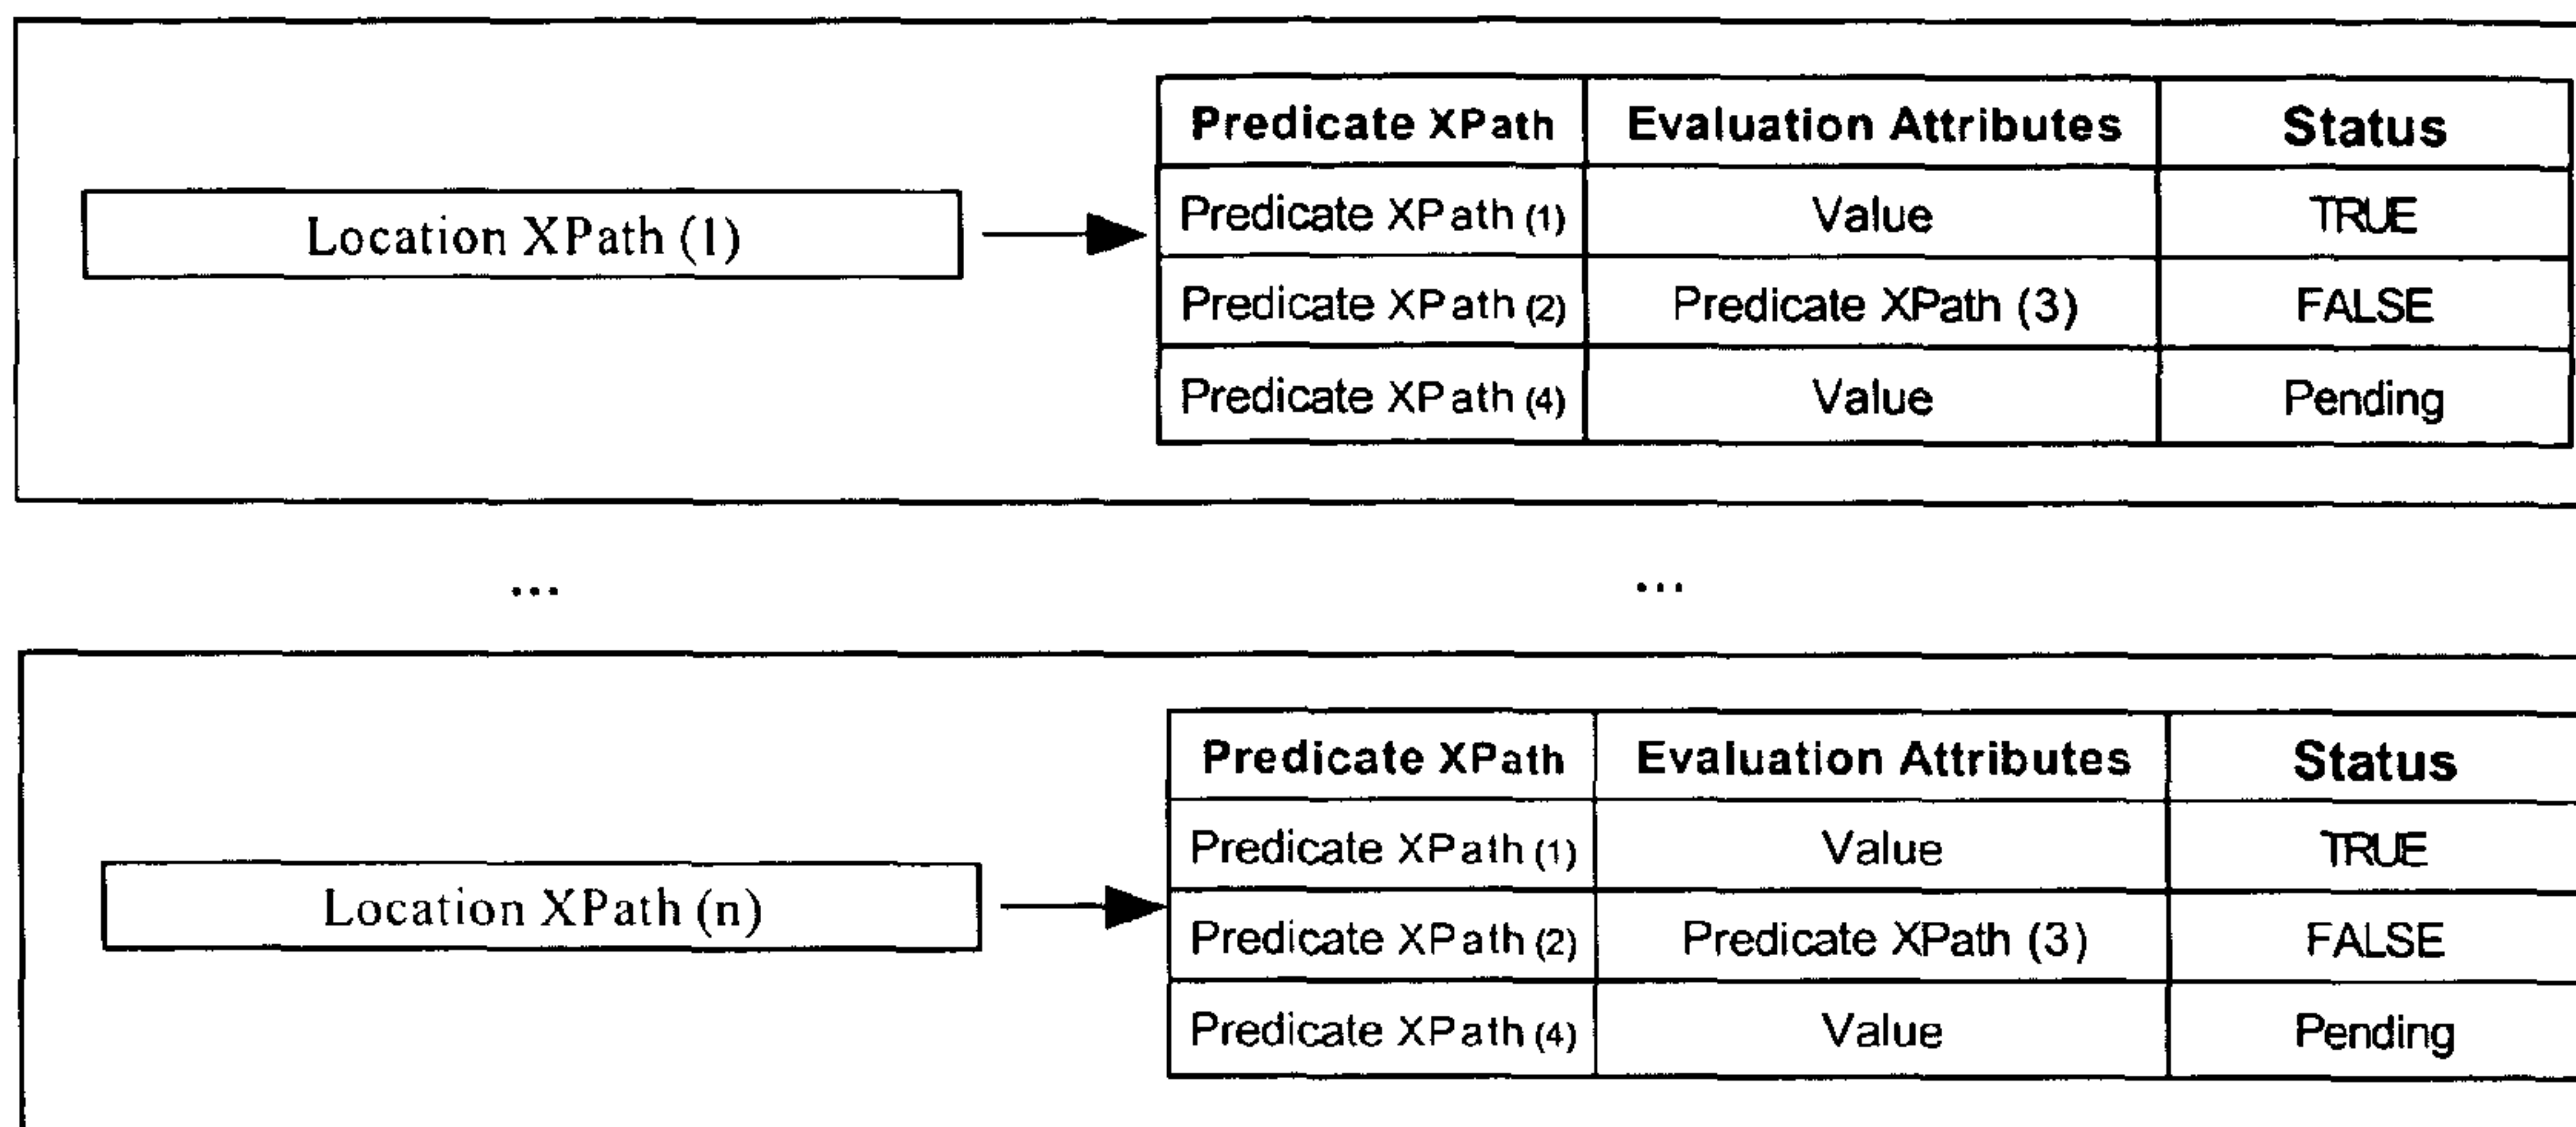 Predicate XPath Evaluation Attributes Status
Location XPath (1)
Predicate XPath (1) Value TRUE
Predicate XPath (2) Predicate XPath (3) FALSE
Predicate XPath (4) Value Pending
... ...
Predicate XPath Evaluation Attributes Status
Location XPath (n)
Predicate XPath (1) Value TRUE
Predicate XPath (2) Predicate XPath (3) FALSE
Predicate XPath (4) Value Pending